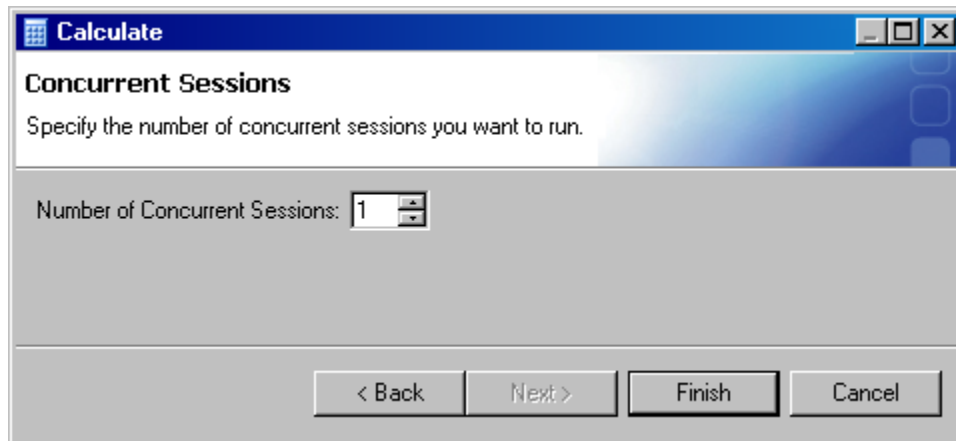 Calculate
Concurrent Sessions
Specify the number of concurrent sessions you want to run.
Number of Concurrent Sessions: 1
< Back Next > Finish Cancel